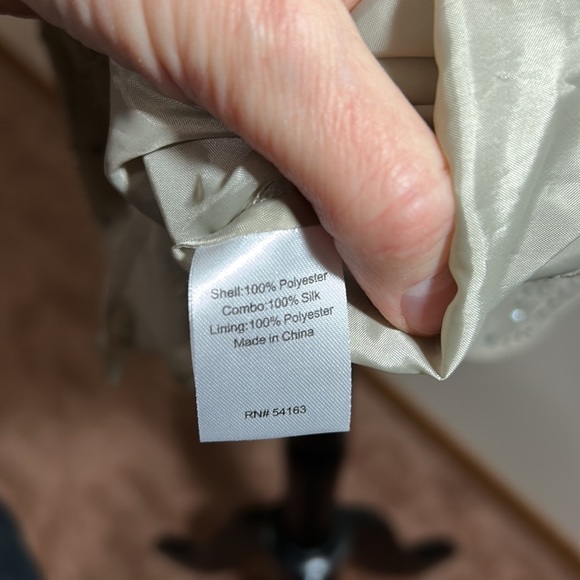 Shell:100% Polyester
Combo:100% Silk
Lining:100% Polyester
Made in China
RN# 54163